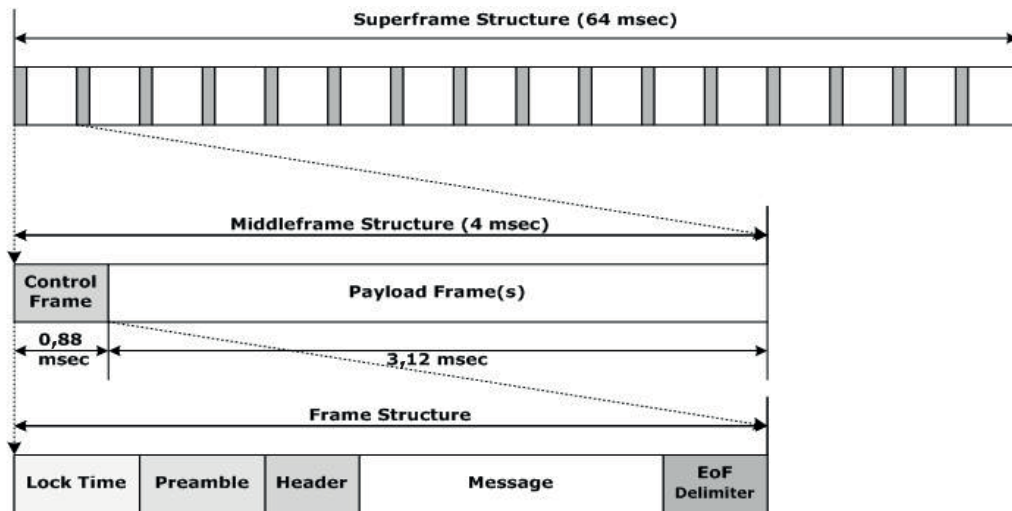 Superframe Structure (64 msec)
Middleframe Structure (4 msec)
Control
Frame
Payload Frame(s)
0,88
msec
3,12 msec
Frame Structure
Lock Time
Preamble
Header
Message
EoF
Delimiter